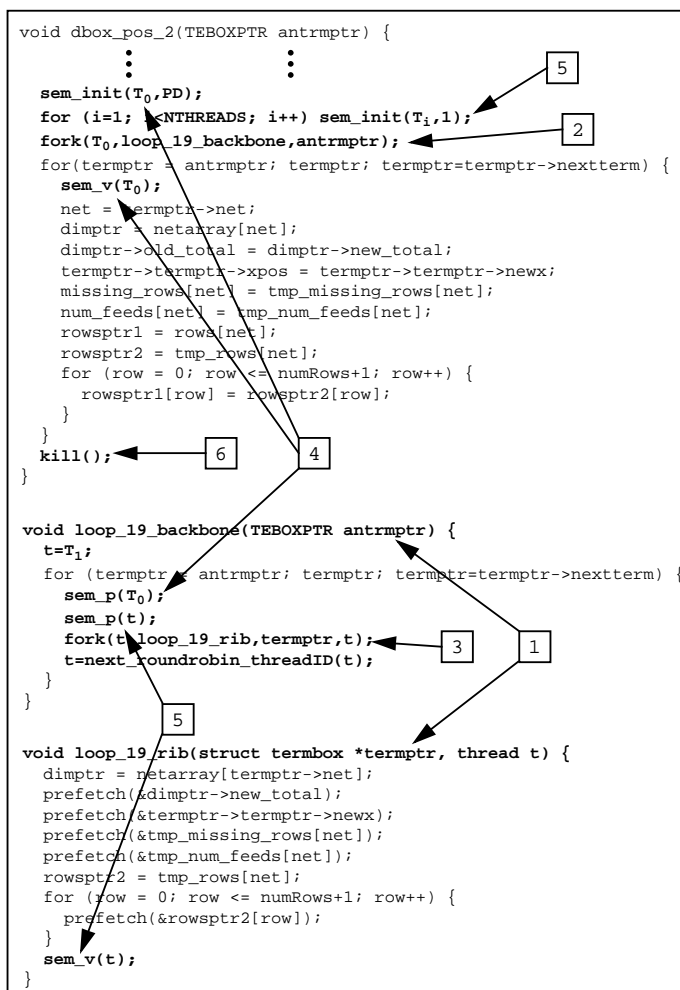 void dbox_pos_2(TEBOXPTR antrmptr) {
sem_init(T0,PD);
5
for (i=1; i<NTHREADS; i++) sem_init(Ti,1);
fork(T0,loop_19_backbone,antrmptr);
2
for(termptr = antrmptr; termptr; termptr=termptr->nextterm) {
sem_v(T0);
net = termptr->net;
dimptr = netarray[net];
dimptr->old_total = dimptr->new_total;
termptr->termptr->xpos = termptr->termptr->newx;
missing_rows[net] = tmp_missing_rows[net];
num_feeds[net] = tmp_num_feeds[net];
rowsptr1 = rows[net];
rowsptr2 = tmp_rows[net];
for (row = 0; row <= numRows+1; row++) {
rowsptr1[row] = rowsptr2[row];
}
}
kill();
6
4
}
void loop_19_backbone(TEBOXPTR antrmptr) {
t=T1;
for (termptr = antrmptr; termptr; termptr=termptr->nextterm) {
sem_p(T0);
sem_p(t);
fork(t,loop_19_rib,termptr,t);
3
1
t=next_roundrobin_threadID(t);
}
}
5
void loop_19_rib(struct termbox *termptr, thread t) {
dimptr = netarray[termptr->net];
prefetch(&dimptr->new_total);
prefetch(&termptr->termptr->newx);
prefetch(&tmp_missing_rows[net]);
prefetch(&tmp_num_feeds[net]);
rowsptr2 = tmp_rows[net];
for (row = 0; row <= numRows+1; row++) {
prefetch(&rowsptr2[row]);
}
sem_v(t);
}